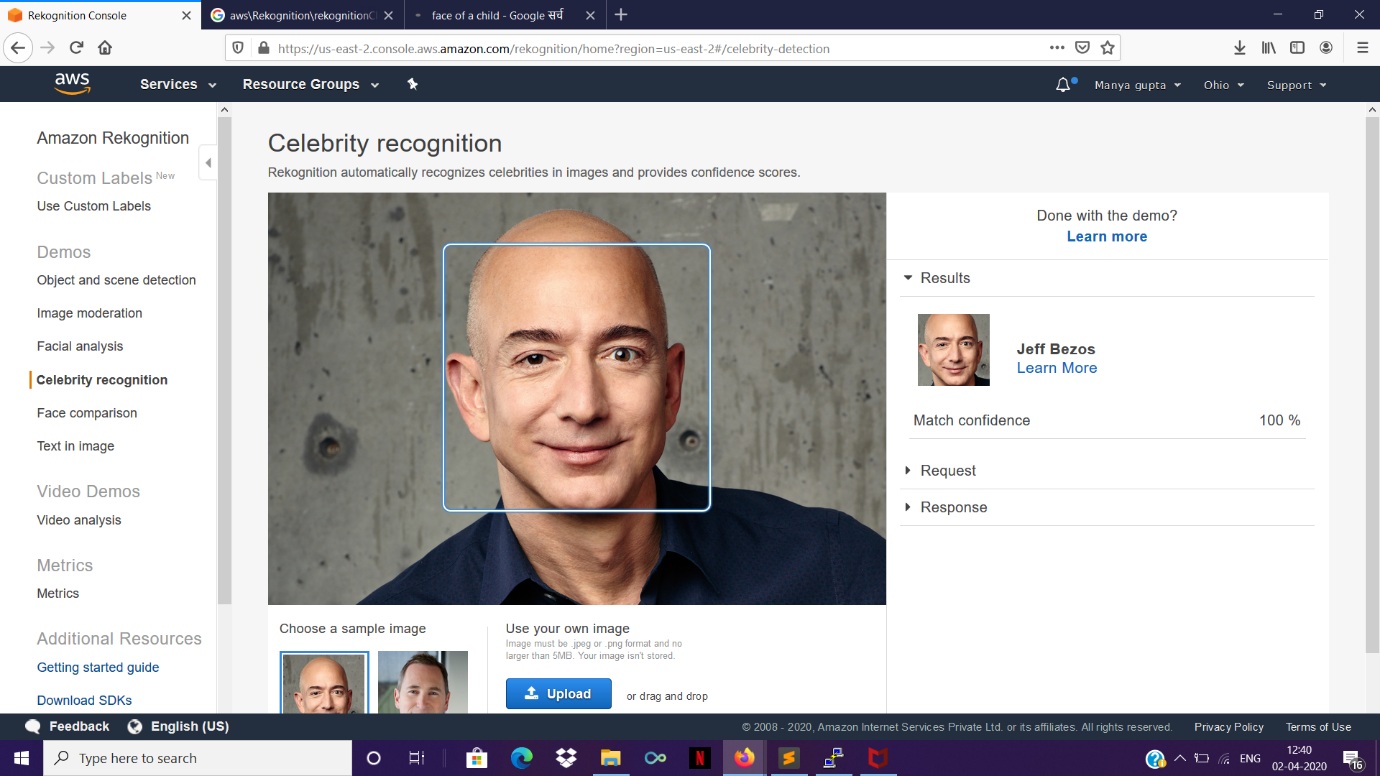 Rekognition Console
aws\Rekognition\rekognitionC
face of a child - Google सर्च
https://us-east-2.console.aws.amazon.com/rekognition/home?region=us-east-2#/celebrity-detection
aws
Services
Resource Groups
Manya gupta
Ohio
Support
Amazon Rekognition
Custom Labels New
Use Custom Labels
Demos
Object and scene detection
Image moderation
Facial analysis
Celebrity recognition
Face comparison
Text in image
Video Demos
Video analysis
Metrics
Metrics
Additional Resources
Getting started guide
Download SDKs
Celebrity recognition
Rekognition automatically recognizes celebrities in images and provides confidence scores.
Choose a sample image
Use your own image
Image must be .jpeg or .png format and no
larger than 5MB. Your image isn't stored.
Upload or drag and drop
Done with the demo?
Learn more
Results
Jeff Bezos
Learn More
Match confidence 100 %
Request
Response
Feedback
English (US)
© 2008 - 2020, Amazon Internet Services Private Ltd. or its affiliates. All rights reserved.
Privacy Policy
Terms of Use
Type here to search
N
S
ENG
12:40
02-04-2020
16